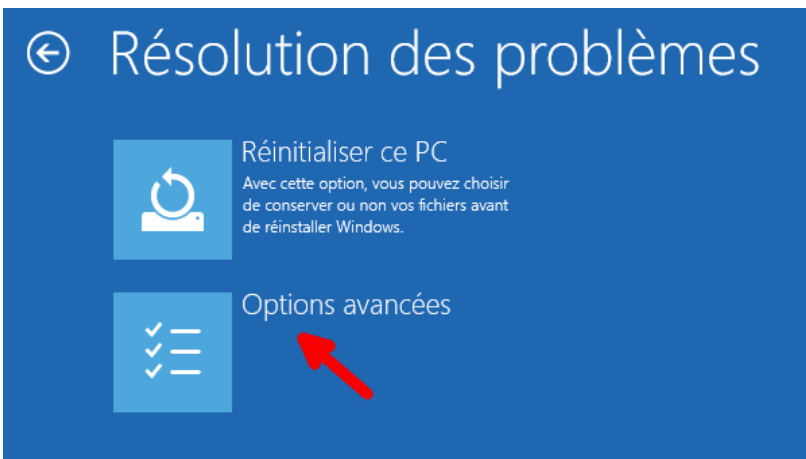 Résolution des problèmes
Réinitialiser ce PC
Avec cette option, vous pouvez choisir
de conserver ou non vos fichiers avant
de réinstaller Windows.
Options avancées